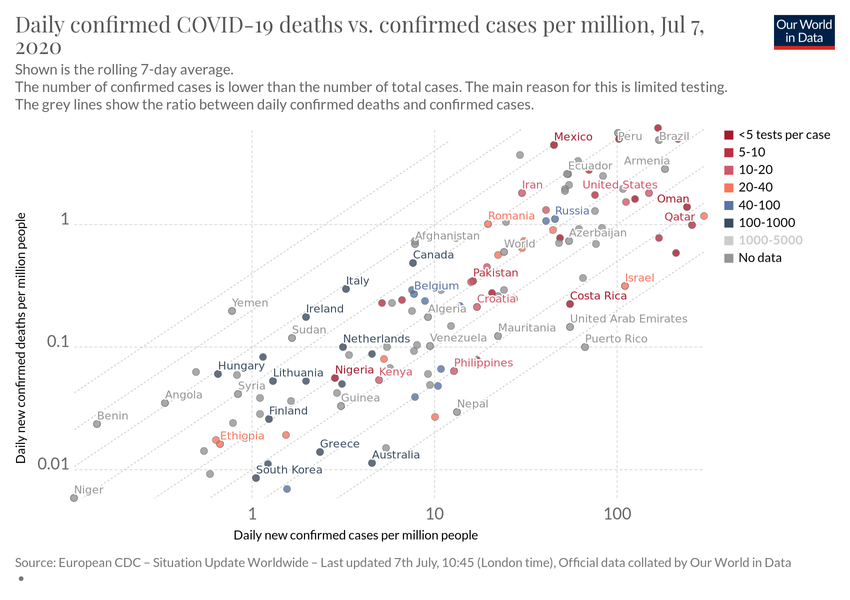 Daily confirmed COVID-19 deaths vs. confirmed cases per million, Jul 7,
2020
Our World
in Data
Shown is the rolling 7-day average.
The number of confirmed cases is lower than the number of total cases. The main reason for this is limited testing.
The grey lines show the ratio between daily confirmed deaths and confirmed cases.
Daily new confirmed deaths per million people
1
0.1
0.01
Mexico
Peru
Brazil
Ecuador
Armenia
Iran
United States
Oman
Romania
Russia
Qatar
Afghanistan
World
Azerbaijan
Canada
Italy
Belgium
Pakistan
Israel
Yemen
Ireland
Algeria
Croatia
Costa Rica
Sudan
Netherlands
Venezuela
Mauritania
United Arab Emirates
Puerto Rico
Hungary
Lithuania
Nigeria
Kenya
Philippines
Angola
Syria
Guinea
Nepal
Benin
Finland
Ethiopia
Greece
Australia
South Korea
Niger
1
10
100
Daily new confirmed cases per million people
<5 tests per case
5-10
10-20
20-40
40-100
100-1000
1000-5000
No data
Source: European CDC – Situation Update Worldwide – Last updated 7th July, 10:45 (London time), Official data collated by Our World in Data